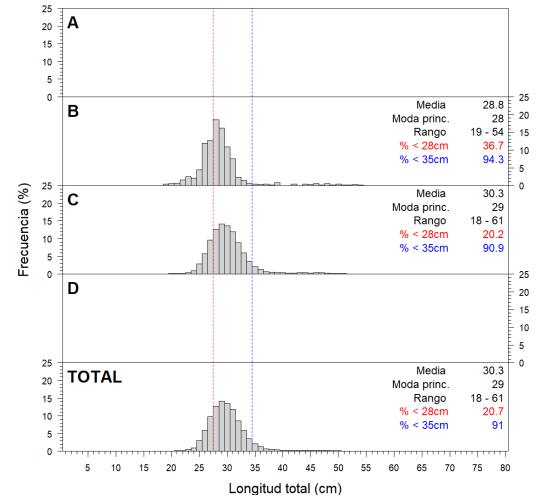 25
20
15
10
5
0
A
B
Media 28.8
Moda princ. 28
Rango 19 - 54
% < 28cm 36.7
% < 35cm 94.3
25
20
15
10
5
0
25
20
15
10
5
0
C
Media 30.3
Moda princ. 29
Rango 18 - 61
% < 28cm 20.2
% < 35cm 90.9
D
25
20
15
10
5
0
25
20
15
10
5
0
TOTAL
Media 30.3
Moda princ. 29
Rango 18 - 61
% < 28cm 20.7
% < 35cm 91
Frecuencia (%)
5 10 15 20 25 30 35 40 45 50 55 60 65 70 75 80
Longitud total (cm)